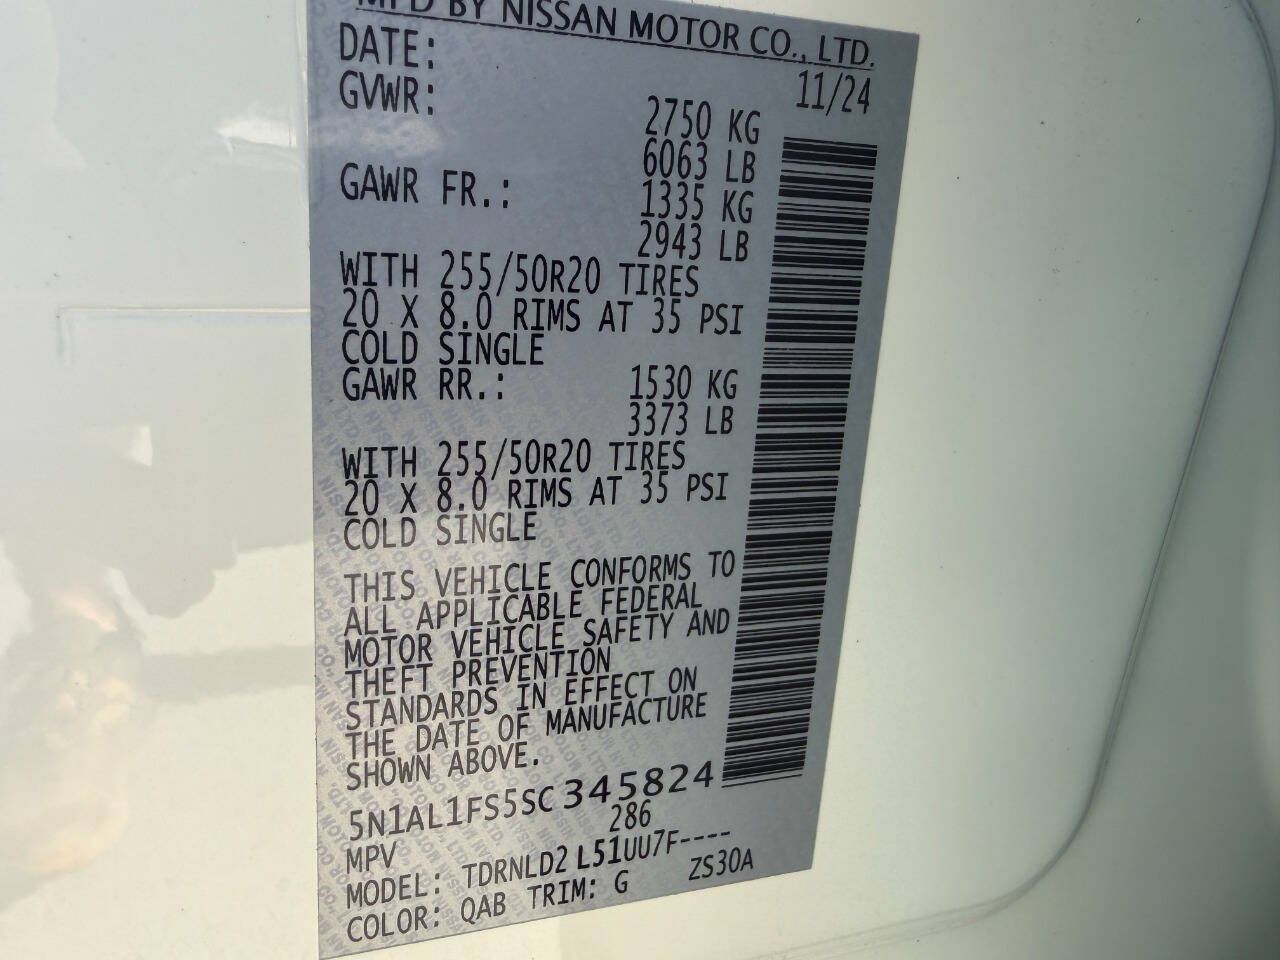 MFD BY NISSAN MOTOR CO., LTD.
DATE: 11/24
GVWR: 2750 KG
6063 LB
GAWR FR.: 1335 KG
2943 LB
WITH 255/50R20 TIRES
20 X 8.0 RIMS AT 35 PSI
COLD SINGLE
GAWR RR.: 1530 KG
3373 LB
WITH 255/50R20 TIRES
20 X 8.0 RIMS AT 35 PSI
COLD SINGLE
THIS VEHICLE CONFORMS TO
ALL APPLICABLE FEDERAL
MOTOR VEHICLE SAFETY AND
THEFT PREVENTION
STANDARDS IN EFFECT ON
THE DATE OF MANUFACTURE
SHOWN ABOVE.
5N1AL1FS5SC345824
MPV 286
MODEL: TDRNLD2 L51UU7F----
COLOR: QAB TRIM: G ZS30A